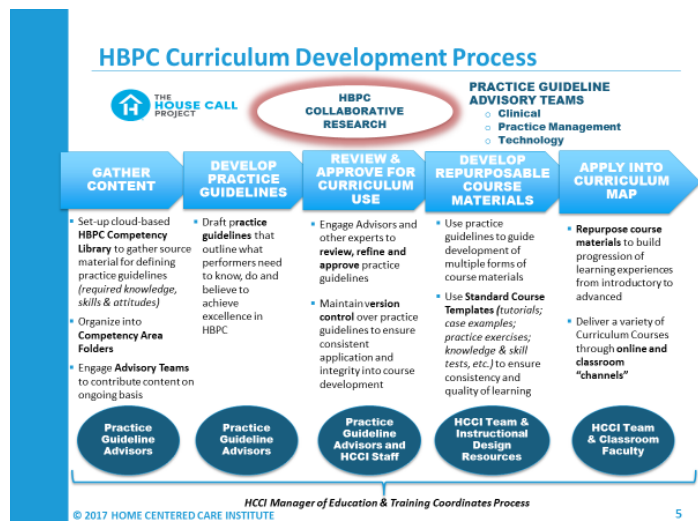 HBPC Curriculum Development Process
THE
HOUSE CALL
PROJECT
HBPC
COLLABORATIVE
RESEARCH
PRACTICE GUIDELINE
ADVISORY TEAMS
o Clinical
o Practice Management
o Technology
GATHER
CONTENT
DEVELOP
PRACTICE
GUIDELINES
REVIEW &
APPROVE FOR
CURRICULUM
USE
DEVELOP
REPURPOSABLE
COURSE
MATERIALS
APPLY INTO
CURRICULUM
MAP
▪ Set-up cloud-based
HBPC Competency
Library to gather source
material for defining
practice guidelines
(required knowledge,
skills & attitudes)
▪ Organize into
Competency Area
Folders
▪ Engage Advisory Teams
to contribute content on
ongoing basis
▪ Draft practice
guidelines that
outline what
performers need
to know, do and
believe to
achieve
excellence in
HBPC
▪ Engage Advisors and
other experts to
review, refine and
approve practice
guidelines
▪ Maintain version
control over practice
guidelines to ensure
consistent
application and
integrity into course
development
▪ Use practice
guidelines to guide
development of
multiple forms of
course materials
▪ Use Standard Course
Templates (tutorials;
case examples;
practice exercises;
knowledge & skill
tests, etc.) to ensure
consistency and
quality of learning
▪ Repurpose course
materials to build
progression of
learning experiences
from introductory to
advanced
▪ Deliver a variety of
Curriculum Courses
through online and
classroom
"channels"
Practice
Guideline
Advisors
Practice
Guideline
Advisors
Practice
Guideline
Advisors and
HCCI Staff
HCCI Team &
Instructional
Design
Resources
HCCI Team
& Classroom
Faculty
HCCI Manager of Education & Training Coordinates Process
© 2017 HOME CENTERED CARE INSTITUTE
5